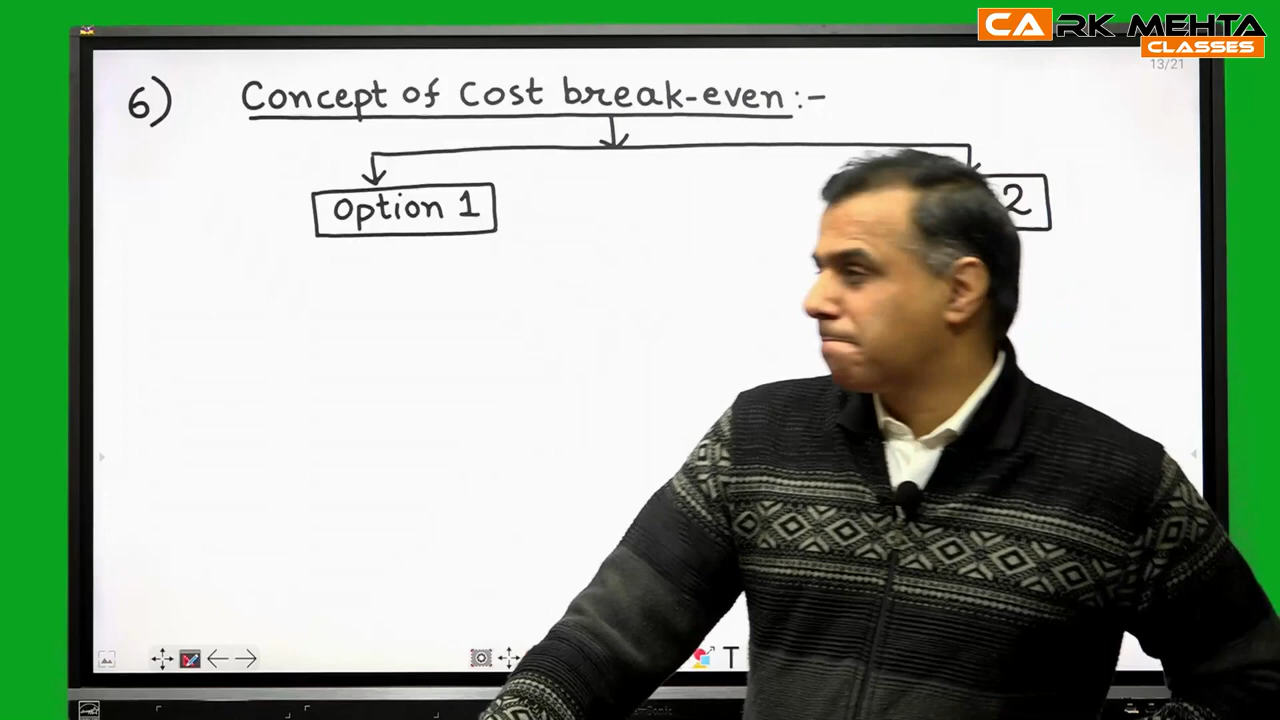 CA RK MEHTA
CLASSES
13/21
6) Concept of Cost break-even :-
Option 1
2
T